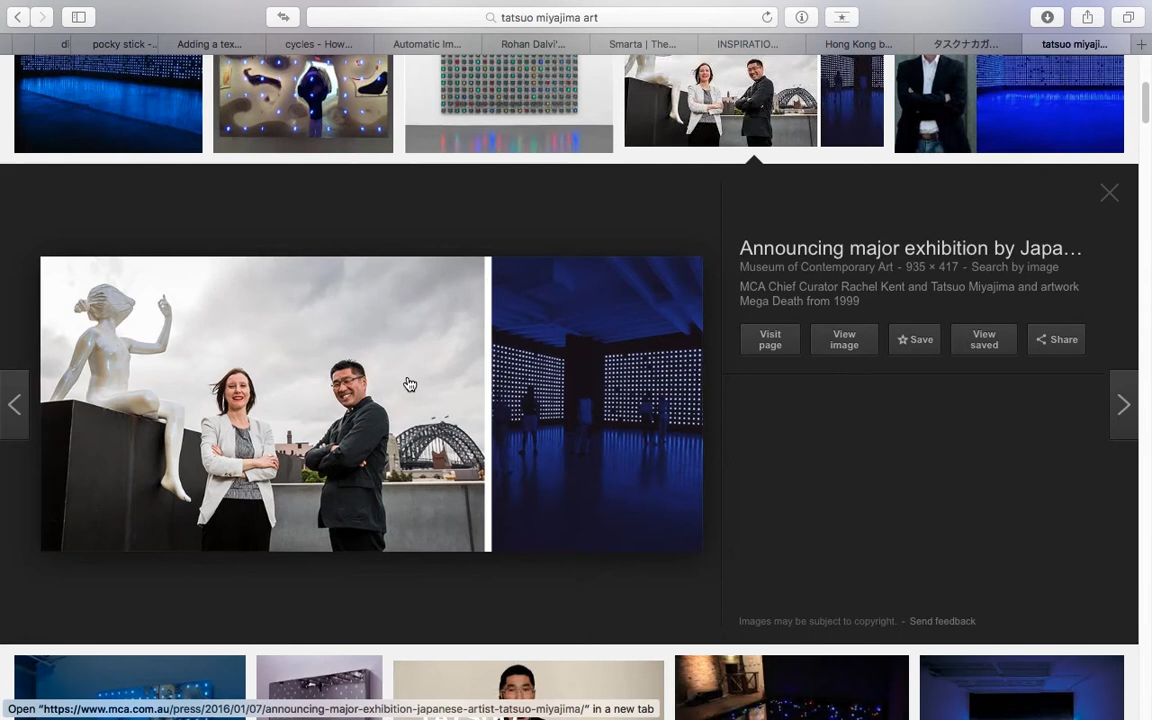 tatsuo miyajima art
di
pocky stick -..
Adding a tex...
cycles - How...
Automatic Im...
Rohan Dalvi'...
Smarta | The...
INSPIRATIO...
Hong Kong b...
タスクナカガ...
tatsuo miyaji...
Announcing major exhibition by Japa...
Museum of Contemporary Art - 935 × 417 - Search by image
MCA Chief Curator Rachel Kent and Tatsuo Miyajima and artwork
Mega Death from 1999
Visit page
View image
Save
View saved
Share
Images may be subject to copyright. - Send feedback
Open "https://www.mca.com.au/press/2016/01/07/announcing-major-exhibition-japanese-artist-tatsuo-miyajima/" in a new tab